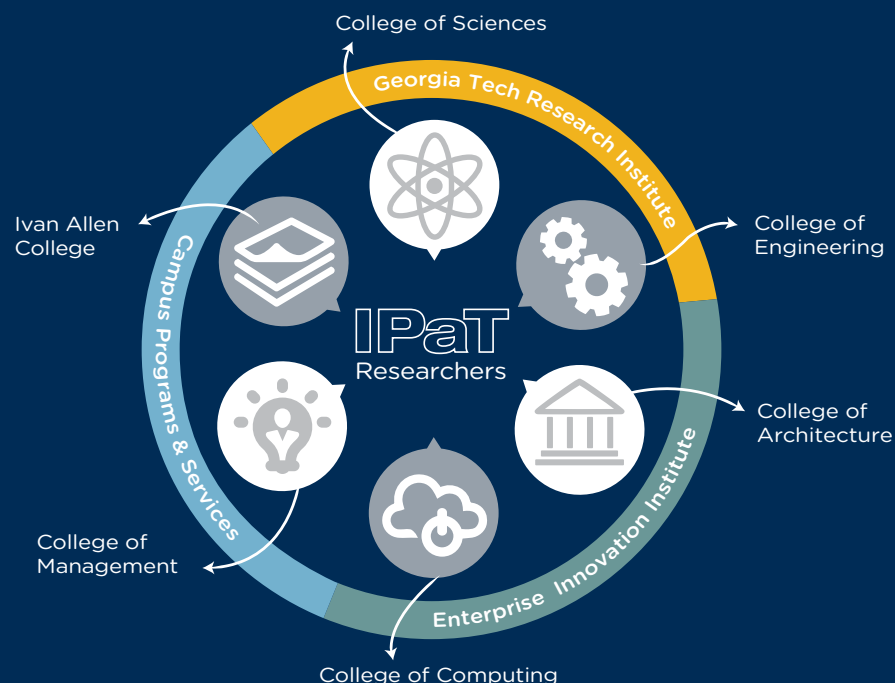 College of Sciences
Georgia Tech Research Institute
Ivan Allen
College
College of
Engineering
Campus Programs & Services
IPaT
Researchers
College of
Architecture
College of
Management
Enterprise Innovation Institute
College of Computing